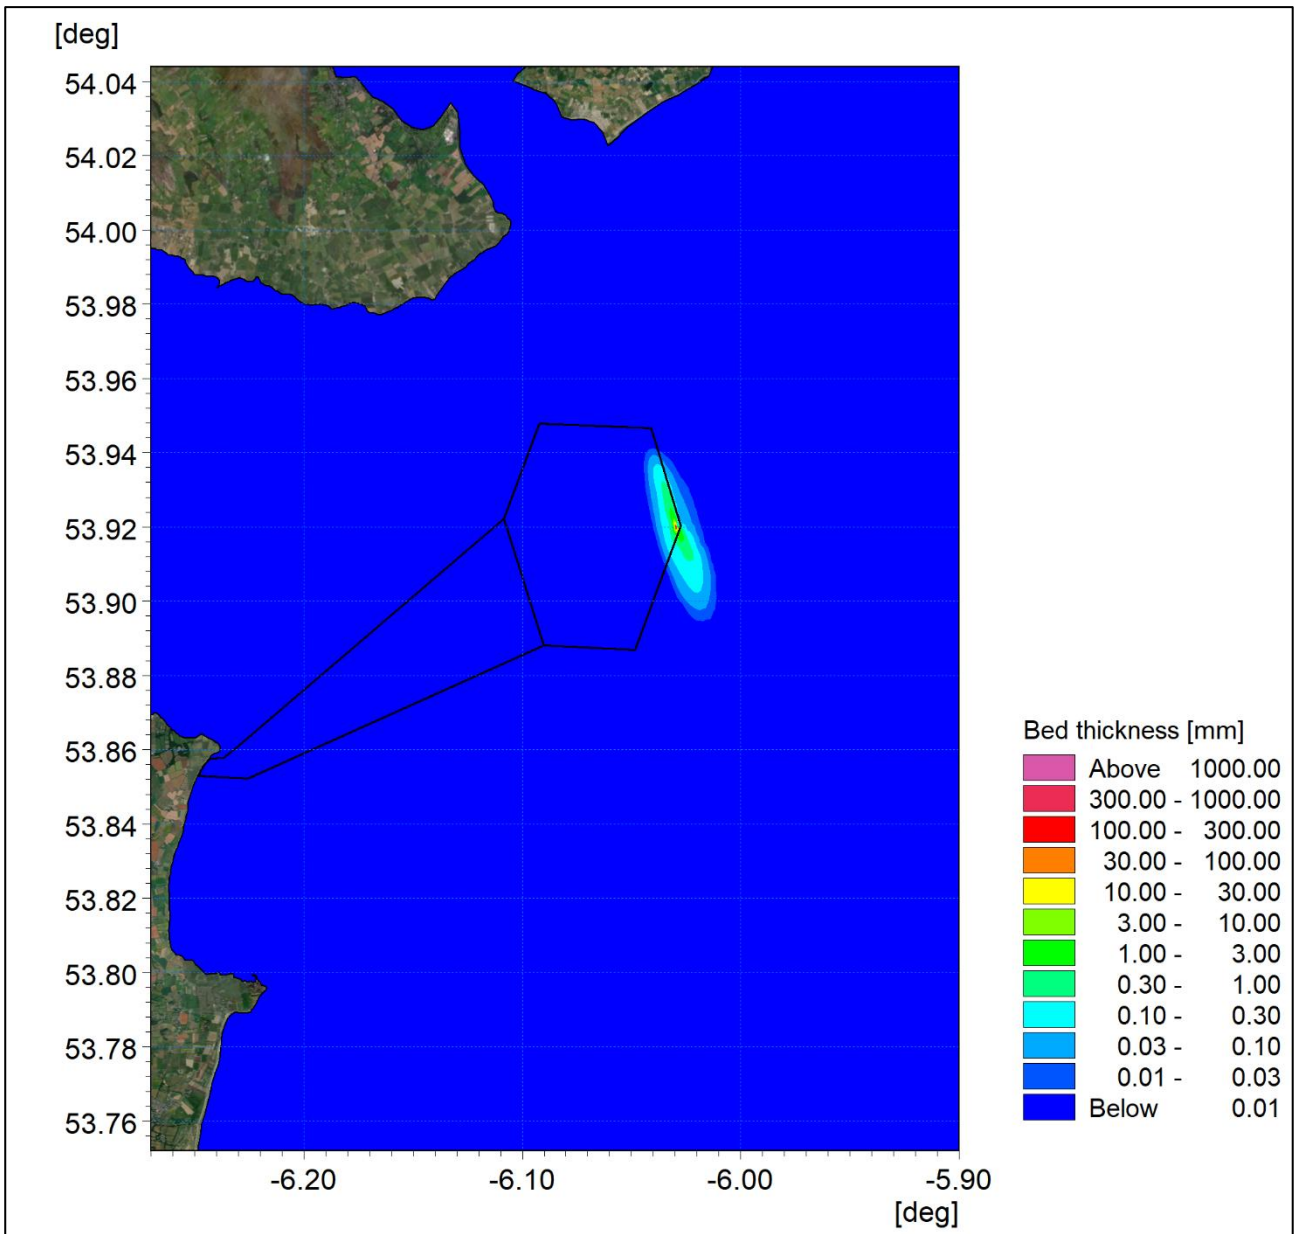 [deg]
54.04
54.02
54.00
53.98
53.96
53.94
53.92
53.90
53.88
53.86
53.84
53.82
53.80
53.78
53.76
-6.20 -6.10 -6.00 -5.90
[deg]
Bed thickness [mm]
Above 1000.00
300.00 - 1000.00
100.00 - 300.00
30.00 - 100.00
10.00 - 30.00
3.00 - 10.00
1.00 - 3.00
0.30 - 1.00
0.10 - 0.30
0.03 - 0.10
0.01 - 0.03
Below 0.01